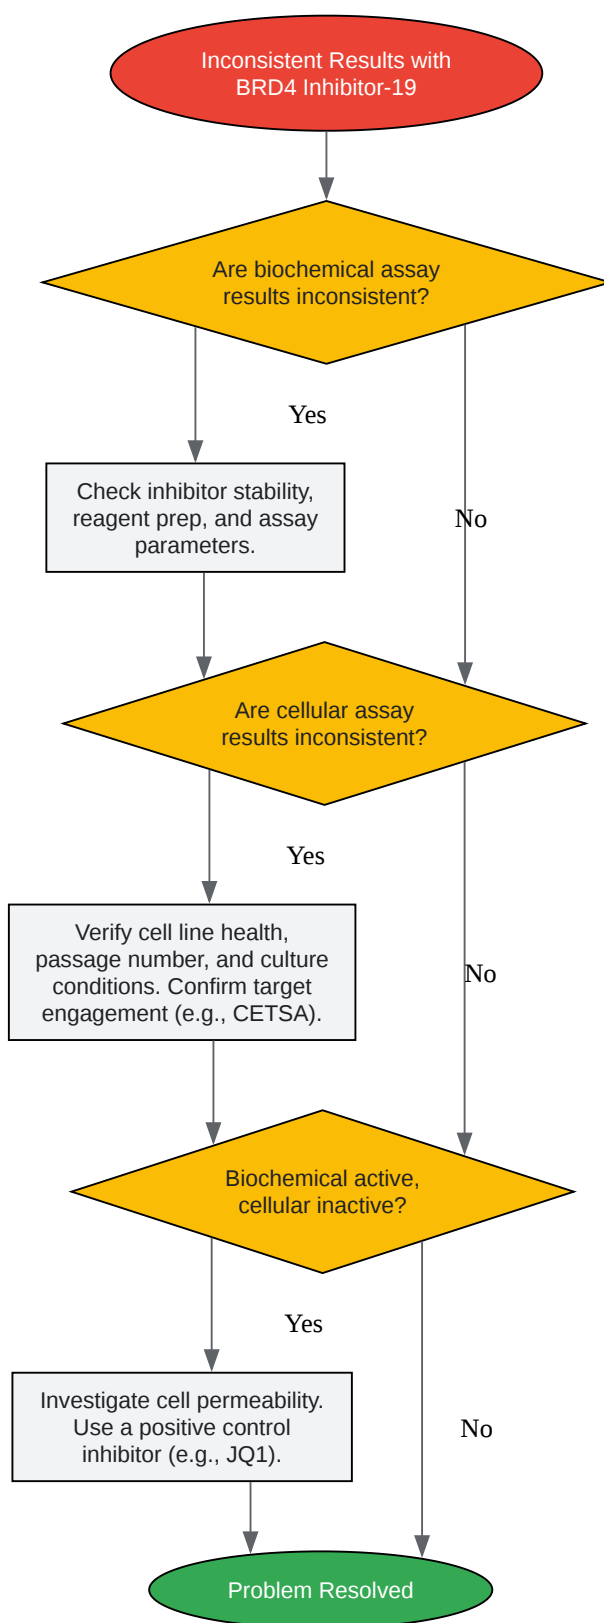 Inconsistent Results with
BRD4 Inhibitor-19
Are biochemical assay
results inconsistent?
Yes
Check inhibitor stability,
reagent prep, and assay
parameters.
No
Are cellular assay
results inconsistent?
Yes
Verify cell line health,
passage number, and culture
conditions. Confirm target
engagement (e.g., CETSA).
No
Biochemical active,
cellular inactive?
Yes
Investigate cell permeability.
Use a positive control
inhibitor (e.g., JQ1).
No
Problem Resolved